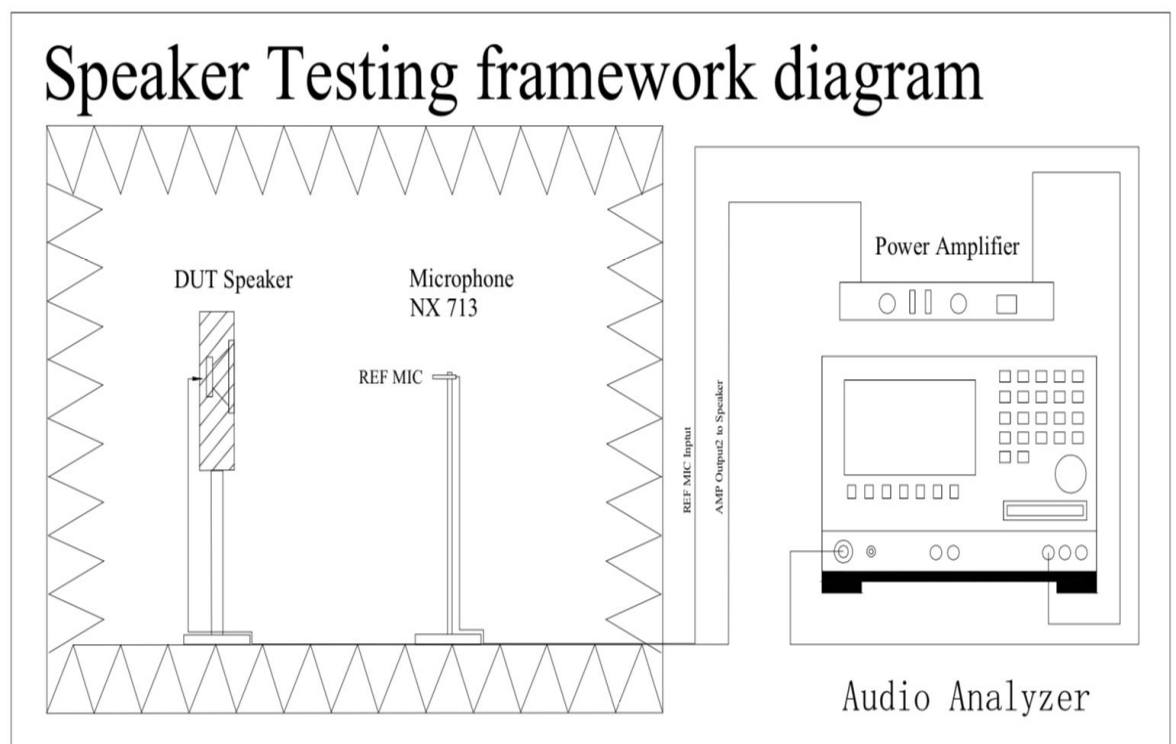 Speaker Testing framework diagram
DUT Speaker
Microphone
NX 713
REF MIC
REF MIC Inptut
AMP Output2 to Speaker
Power Amplifier
Audio Analyzer